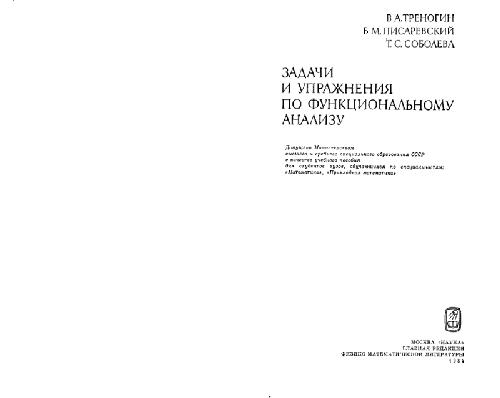 В. А. ТРЕНОГИН
Б. М. ПИСАРЕВСКИЙ
Т. С. СОБОЛЕВА
ЗАДАЧИ
И УПРАЖНЕНИЯ
ПО ФУНКЦИОНАЛЬНОМУ
АНАЛИЗУ
Допущено Министерством
высшего и среднего специального образования СССР
в качестве учебного пособия
для студентов вузов, обучающихся по специальностям:
«Математика», «Прикладная математика»
МОСКВА «НАУКА»
ГЛАВНАЯ РЕДАКЦИЯ
ФИЗИКО-МАТЕМАТИЧЕСКОЙ ЛИТЕРАТУРЫ